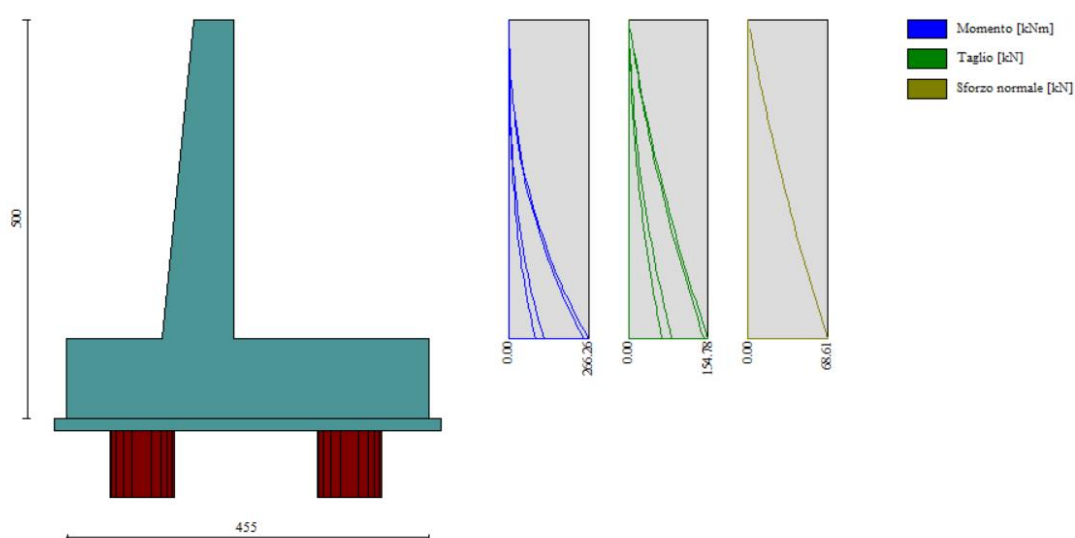 Momento [kNm]
Taglio [kN]
Sforzo normale [kN]
500
0.00
266.26
0.00
154.78
0.00
68.61
455